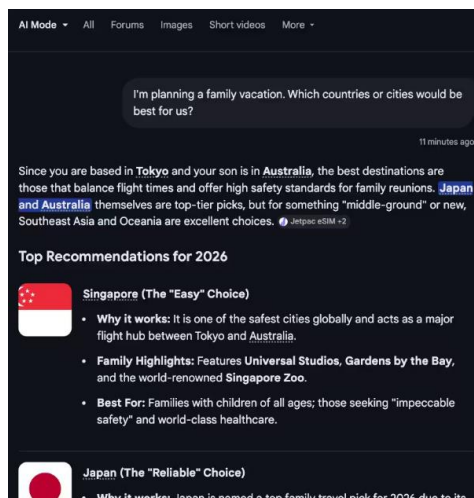 AI Mode All Forums Images Short videos More
I'm planning a family vacation. Which countries or cities would be
best for us?
11 minutes ago
Since you are based in Tokyo and your son is in Australia, the best destinations are
those that balance flight times and offer high safety standards for family reunions. Japan
and Australia themselves are top-tier picks, but for something "middle-ground" or new,
Southeast Asia and Oceania are excellent choices. Jetpac eSIM +2
Top Recommendations for 2026
Singapore (The "Easy" Choice)
• Why it works: It is one of the safest cities globally and acts as a major
flight hub between Tokyo and Australia.
• Family Highlights: Features Universal Studios, Gardens by the Bay,
and the world-renowned Singapore Zoo.
• Best For: Families with children of all ages; those seeking "impeccable
safety" and world-class healthcare.
Japan (The "Reliable" Choice)
• Why it works: Japan is named a top family travel pick for 2026 due to its